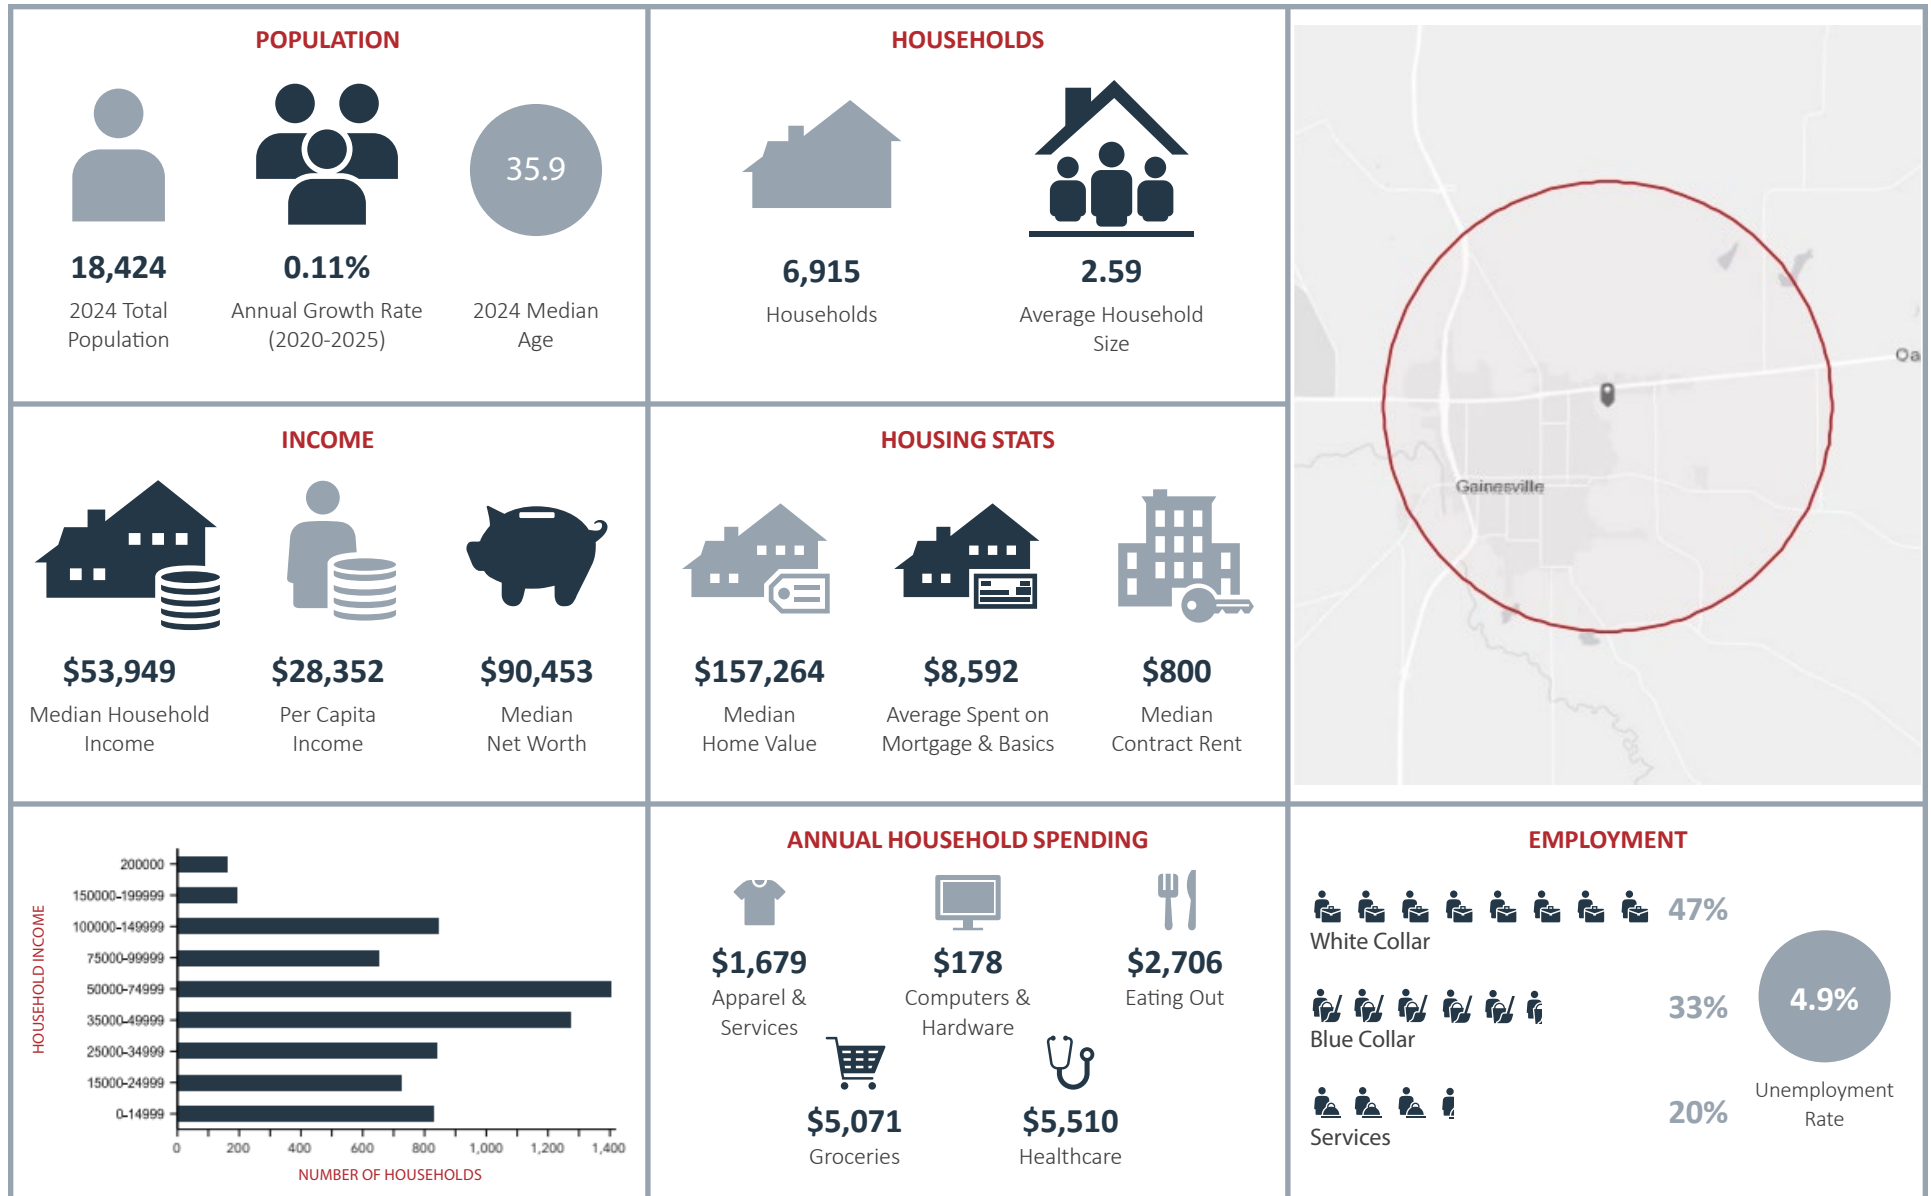 POPULATION
35.9
18,424
2024 Total
Population
0.11%
Annual Growth Rate
(2020-2025)
2024 Median
Age
HOUSEHOLDS
6,915
Households
2.59
Average Household
Size
Oa
Gainesville
INCOME
$53,949
Median Household
Income
$28,352
Per Capita
Income
$90,453
Median
Net Worth
HOUSING STATS
$157,264
Median
Home Value
$8,592
Average Spent on
Mortgage & Basics
$800
Median
Contract Rent
HOUSEHOLD INCOME
200000
150000-199999
100000-149999
75000-99999
50000-74999
35000-49999
25000-34999
15000-24999
0-14999
0 200 400 600 800 1,000 1,200 1,400
NUMBER OF HOUSEHOLDS
ANNUAL HOUSEHOLD SPENDING
$1,679
Apparel &
Services
$178
Computers &
Hardware
$2,706
Eating Out
$5,071
Groceries
$5,510
Healthcare
EMPLOYMENT
47%
White Collar
33%
Blue Collar
20%
Services
4.9%
Unemployment
Rate